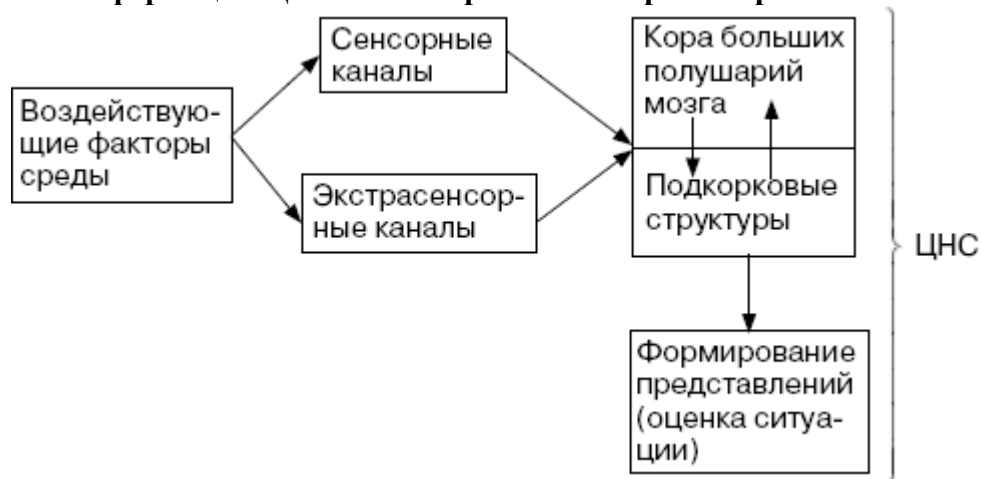 Сенсорные
каналы
Кора больших
полушарий
мозга
Воздействую-
щие факторы
среды
Экстрасенсор-
ные каналы
Подкорковые
структуры
ЦНС
Формирование
представлений
(оценка ситуа-
ции)